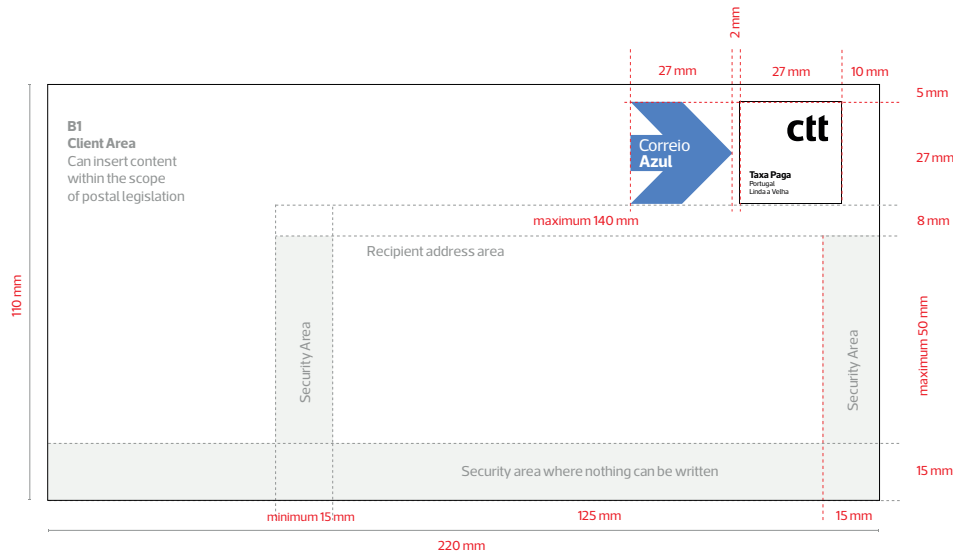 2 mm
27 mm
27 mm
10 mm
5 mm
B1
Client Area
Can insert content
within the scope
of postal legislation
Correio
Azul
ctt
Taxa Paga
Portugal
Linda a Velha
27 mm
maximum 140 mm
8 mm
Recipient address area
110 mm
Security Area
Security Area
maximum 50 mm
Security area where nothing can be written
15 mm
minimum 15 mm
125 mm
15 mm
220 mm